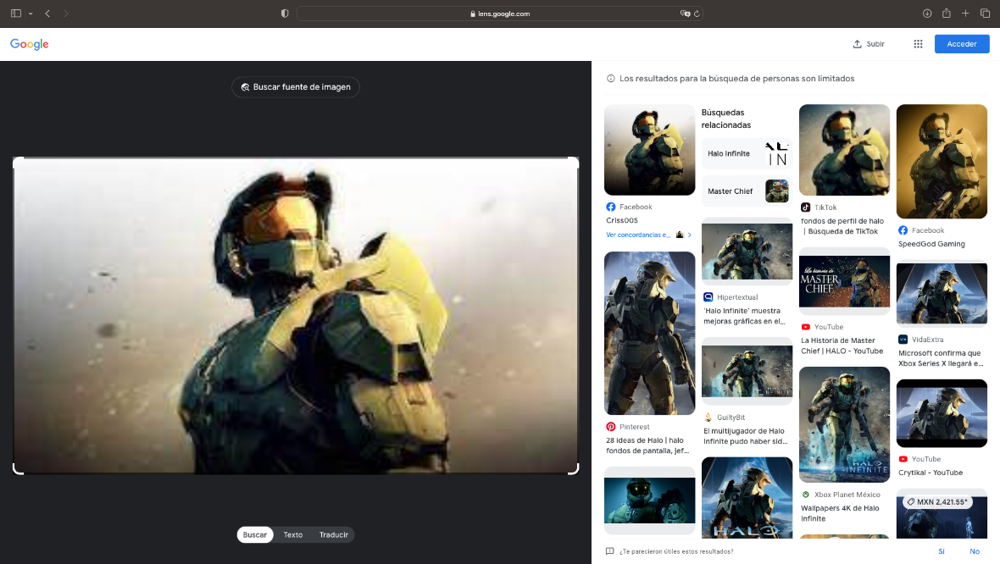 lens.google.com
Google
Subir
Acceder
Buscar fuente de imagen
Los resultados para la búsqueda de personas son limitados
Facebook
Criss005
Ver concordancias e...
Pinterest
28 ideas de Halo | halo
fondos de pantalla, jef...
Búsquedas
relacionadas
Halo Infinite
IN
Master Chief
Hipertextual
'Halo Infinite' muestra
mejoras gráficas en el...
HALO
INFINITE
GuiltyBit
El multijugador de Halo
Infinite pudo haber sid...
HALO
TikTok
fondos de perfil de halo
| Búsqueda de TikTok
La historia de
MASTER
CHIEF
YouTube
La Historia de Master
Chief | HALO - YouTube
HALO
INFINITE
Xbox Planet México
Wallpapers 4K de Halo
Infinite
Facebook
SpeedGod Gaming
VidaExtra
Microsoft confirma que
Xbox Series X llegará e...
YouTube
Crytikal - YouTube
MXN 2,421.55*
Buscar
Texto
Traducir
¿Te parecieron útiles estos resultados?
Sí
No